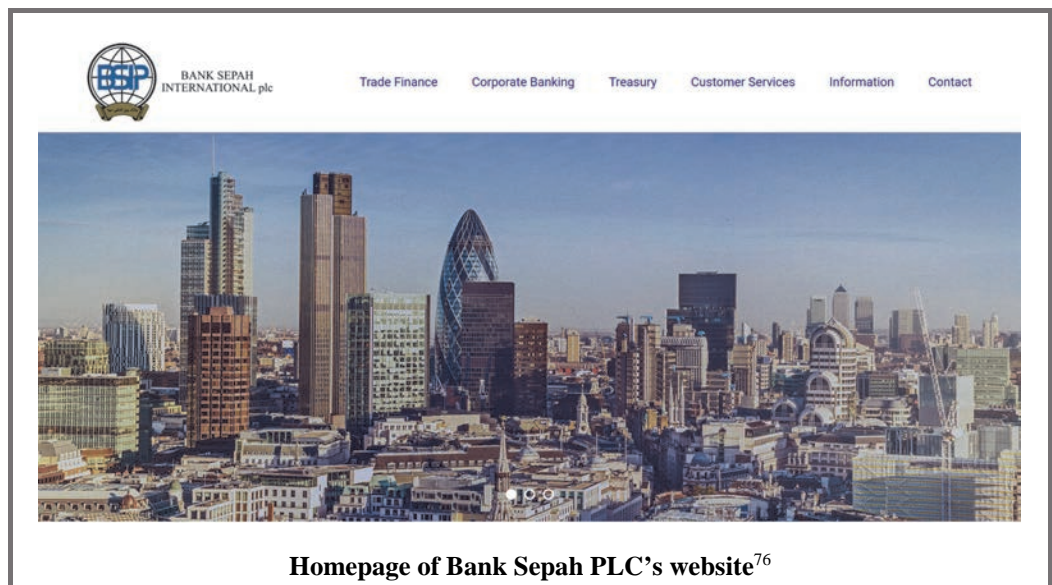 BSIP
BANK SEPAH
INTERNATIONAL plc
Trade Finance Corporate Banking Treasury Customer Services Information Contact
Homepage of Bank Sepah PLC's website76